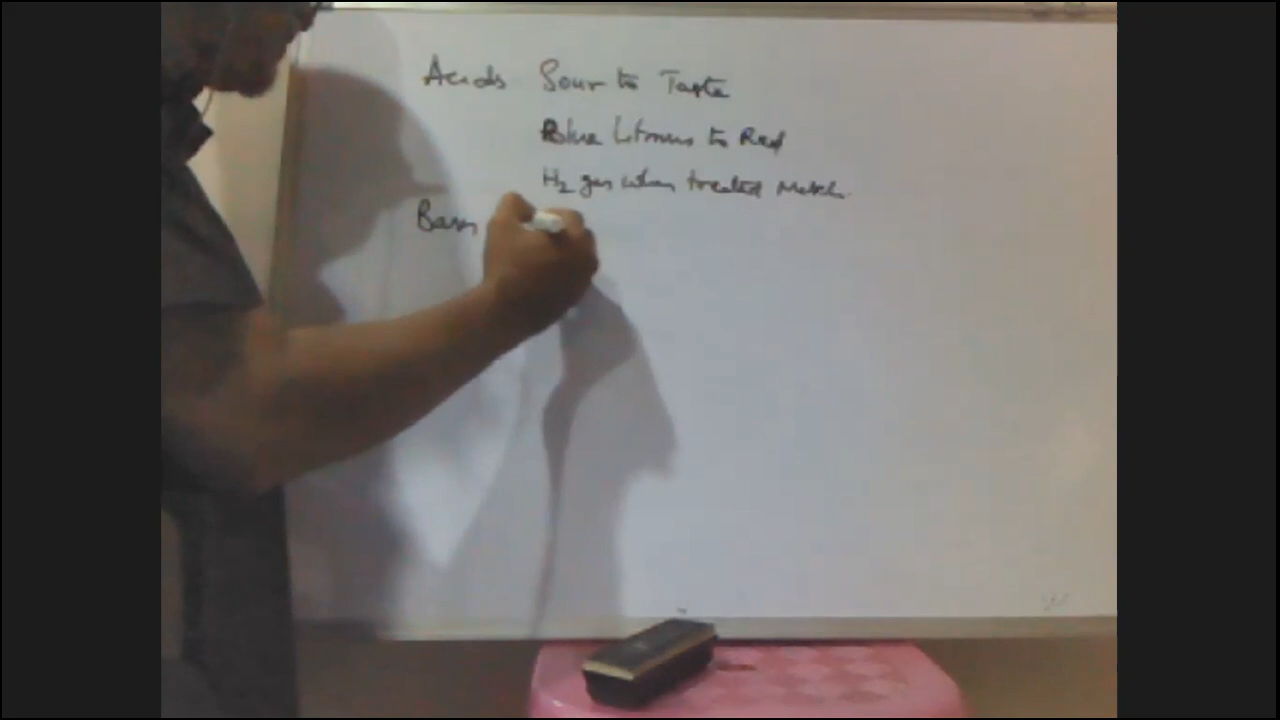 Acids Sour to Taste
Blue Litmus to Red
H₂ gas when treated Metals
Bases